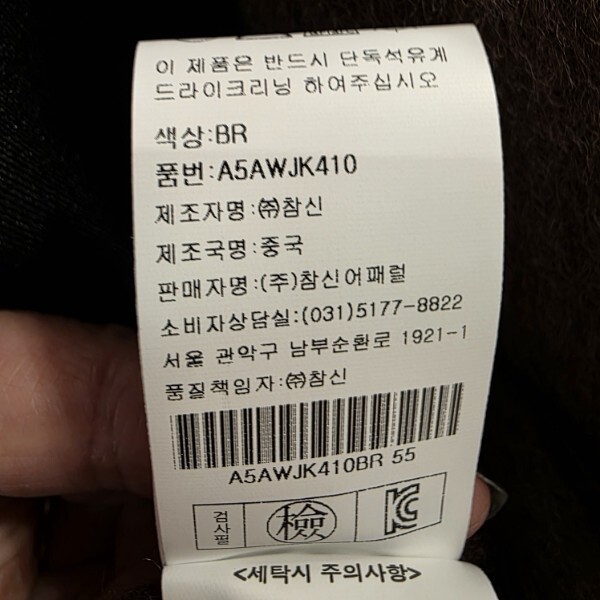 이 제품은 반드시 단독석유계
드라이크리닝 하여주십시오
색상:BR
품번:A5AWJK410
제조자명:㈜참신
제조국명:중국
판매자명:(주)참신어패럴
소비자상담실:(031)5177-8822
서울 관악구 남부순환로 1921-1
품질책임자:㈜참신
A5AWJK410BR 55
검사필 檢 KC
<세탁시 주의사항>